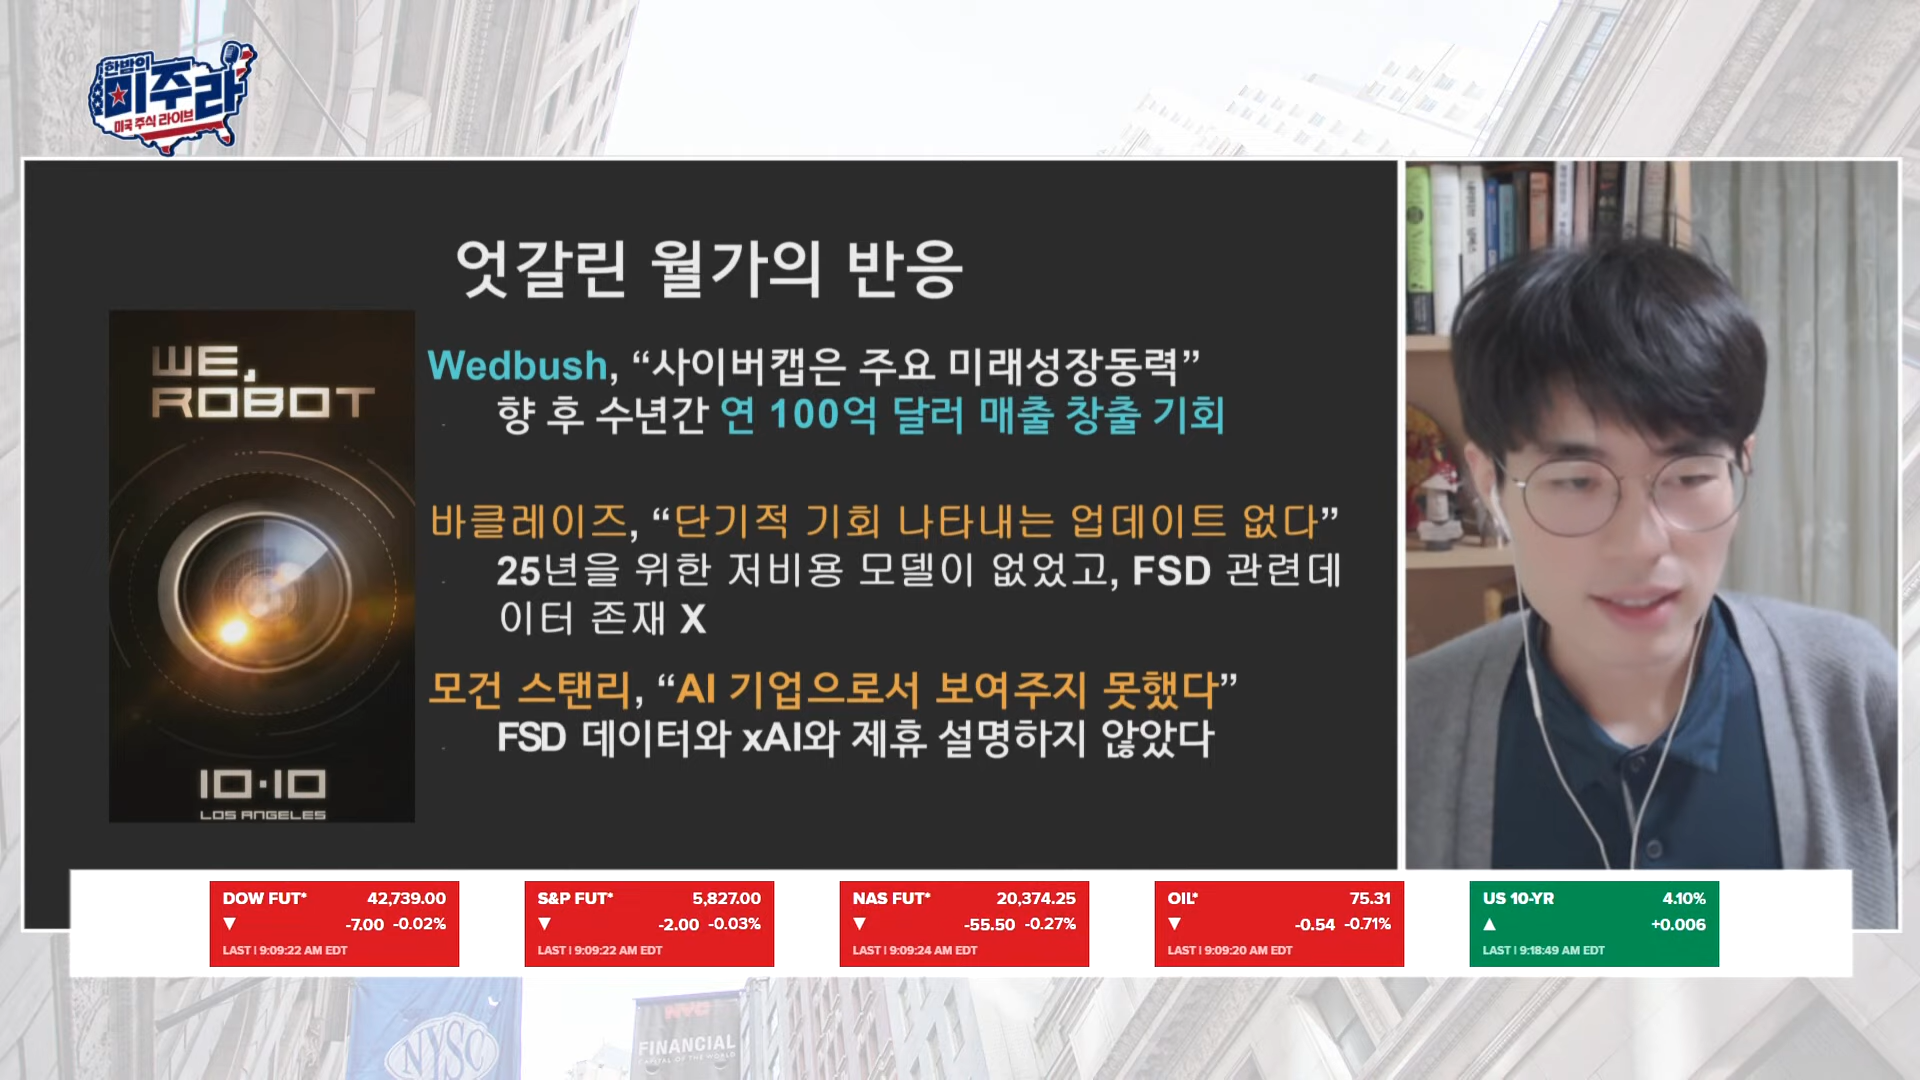 한밤의
미주라
미국 주식 라이브
엇갈린 월가의 반응
WE,
ROBOT
10·10
LOS ANGELES
Wedbush, “사이버캡은 주요 미래성장동력”
향 후 수년간 연 100억 달러 매출 창출 기회
바클레이즈, “단기적 기회 나타내는 업데이트 없다”
25년을 위한 저비용 모델이 없었고, FSD 관련데
이터 존재 X
모건 스탠리, “AI 기업으로서 보여주지 못했다”
FSD 데이터와 xAI와 제휴 설명하지 않았다
DOW FUT* 42,739.00
▼ -7.00 -0.02%
LAST | 9:09:22 AM EDT
S&P FUT* 5,827.00
▼ -2.00 -0.03%
LAST | 9:09:22 AM EDT
NAS FUT* 20,374.25
▼ -55.50 -0.27%
LAST | 9:09:24 AM EDT
OIL* 75.31
▼ -0.54 -0.71%
LAST | 9:09:20 AM EDT
US 10-YR 4.10%
▲ +0.006
LAST | 9:18:49 AM EDT
NYSC
NYC
FINANCIAL
CAPITAL OF THE WORLD